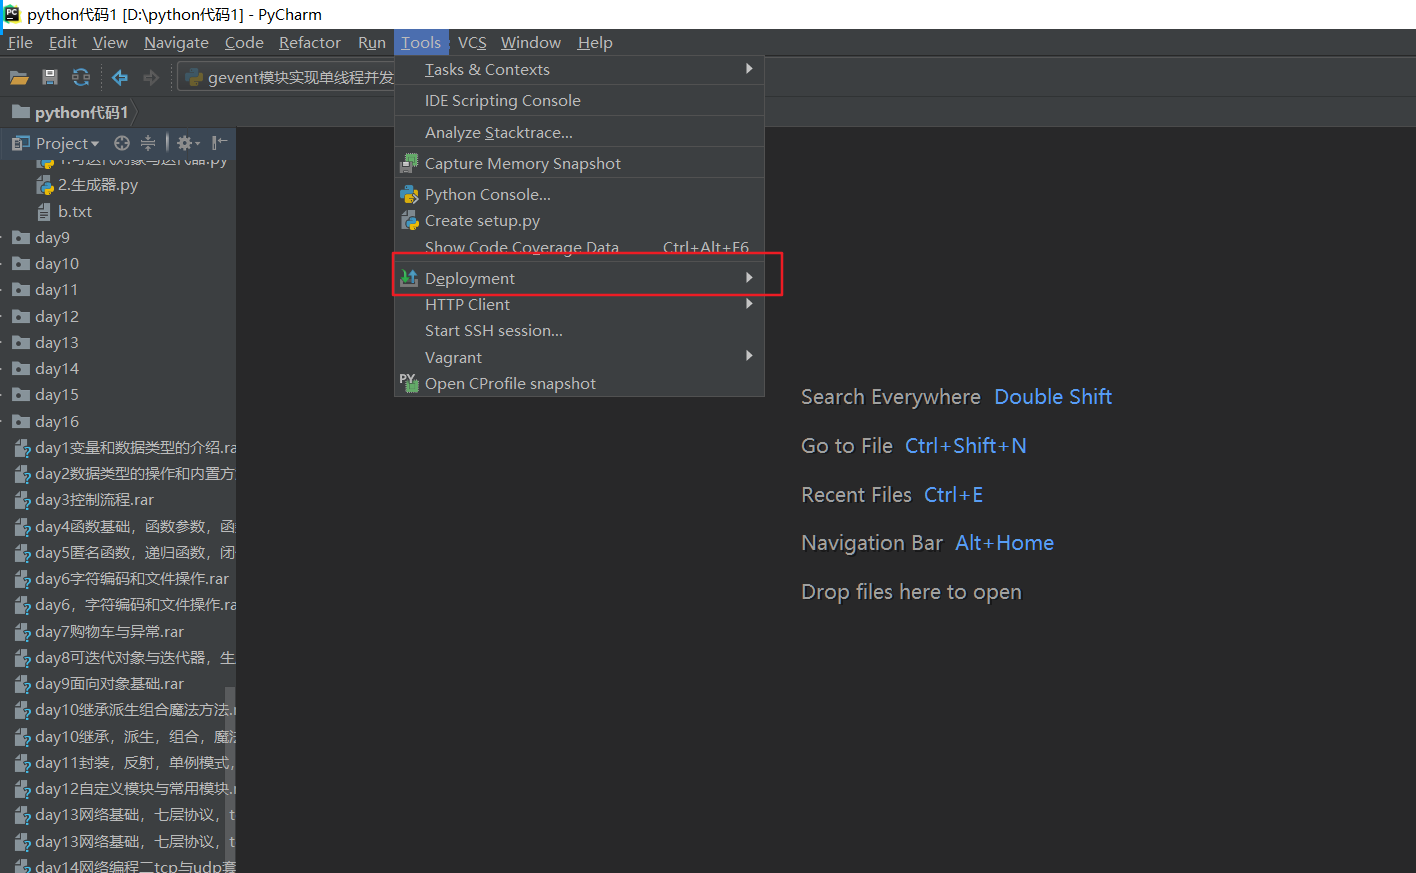 PC python代码1 [D:\python代码1] - PyCharm
File Edit View Navigate Code Refactor Run Tools VCS Window Help
gevent模块实现单线程并发
python代码1
Project
1.可迭代对象与迭代器.py
2.生成器.py
b.txt
day9
day10
day11
day12
day13
day14
day15
day16
day1变量和数据类型的介绍.ra
day2数据类型的操作和内置方
day3控制流程.rar
day4函数基础，函数参数，函
day5匿名函数，递归函数，闭
day6字符编码和文件操作.rar
day6，字符编码和文件操作.ra
day7购物车与异常.rar
day8可迭代对象与迭代器，生
day9面向对象基础.rar
day10继承派生组合魔法方法.r
day10继承，派生，组合，魔法
day11封装，反射，单例模式，
day12自定义模块与常用模块.r
day13网络基础，七层协议，t
day13网络基础，七层协议，t
day14网络编程二tcp与udp套
Tasks & Contexts
IDE Scripting Console
Analyze Stacktrace...
Capture Memory Snapshot
Python Console...
Create setup.py
Show Code Coverage Data Ctrl+Alt+F6
Deployment
HTTP Client
Start SSH session...
Vagrant
PY Open CProfile snapshot
Search Everywhere Double Shift
Go to File Ctrl+Shift+N
Recent Files Ctrl+E
Navigation Bar Alt+Home
Drop files here to open